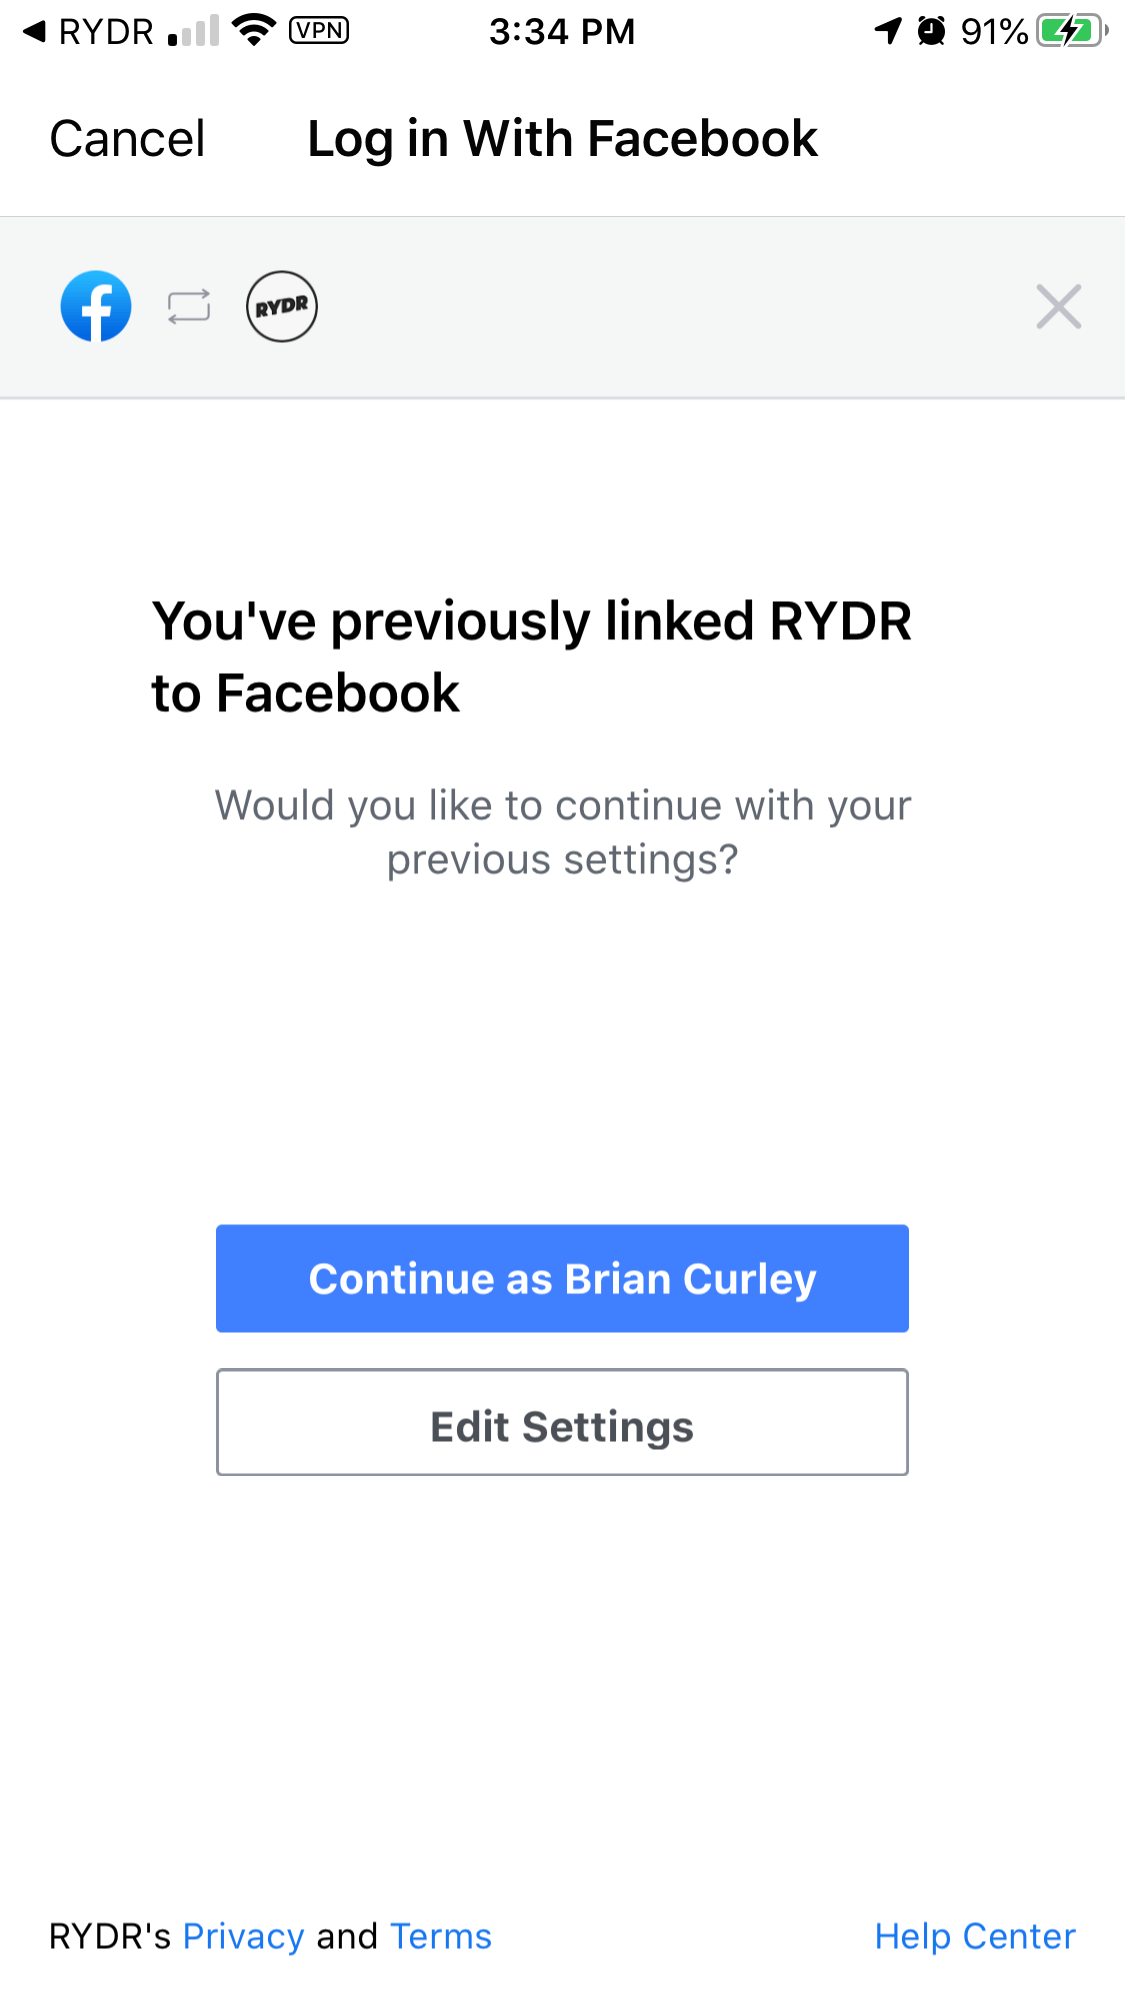 RYDR VPN 3:34 PM 91%
Cancel Log in With Facebook
RYDR
You've previously linked RYDR
to Facebook
Would you like to continue with your
previous settings?
Continue as Brian Curley
Edit Settings
RYDR's Privacy and Terms Help Center